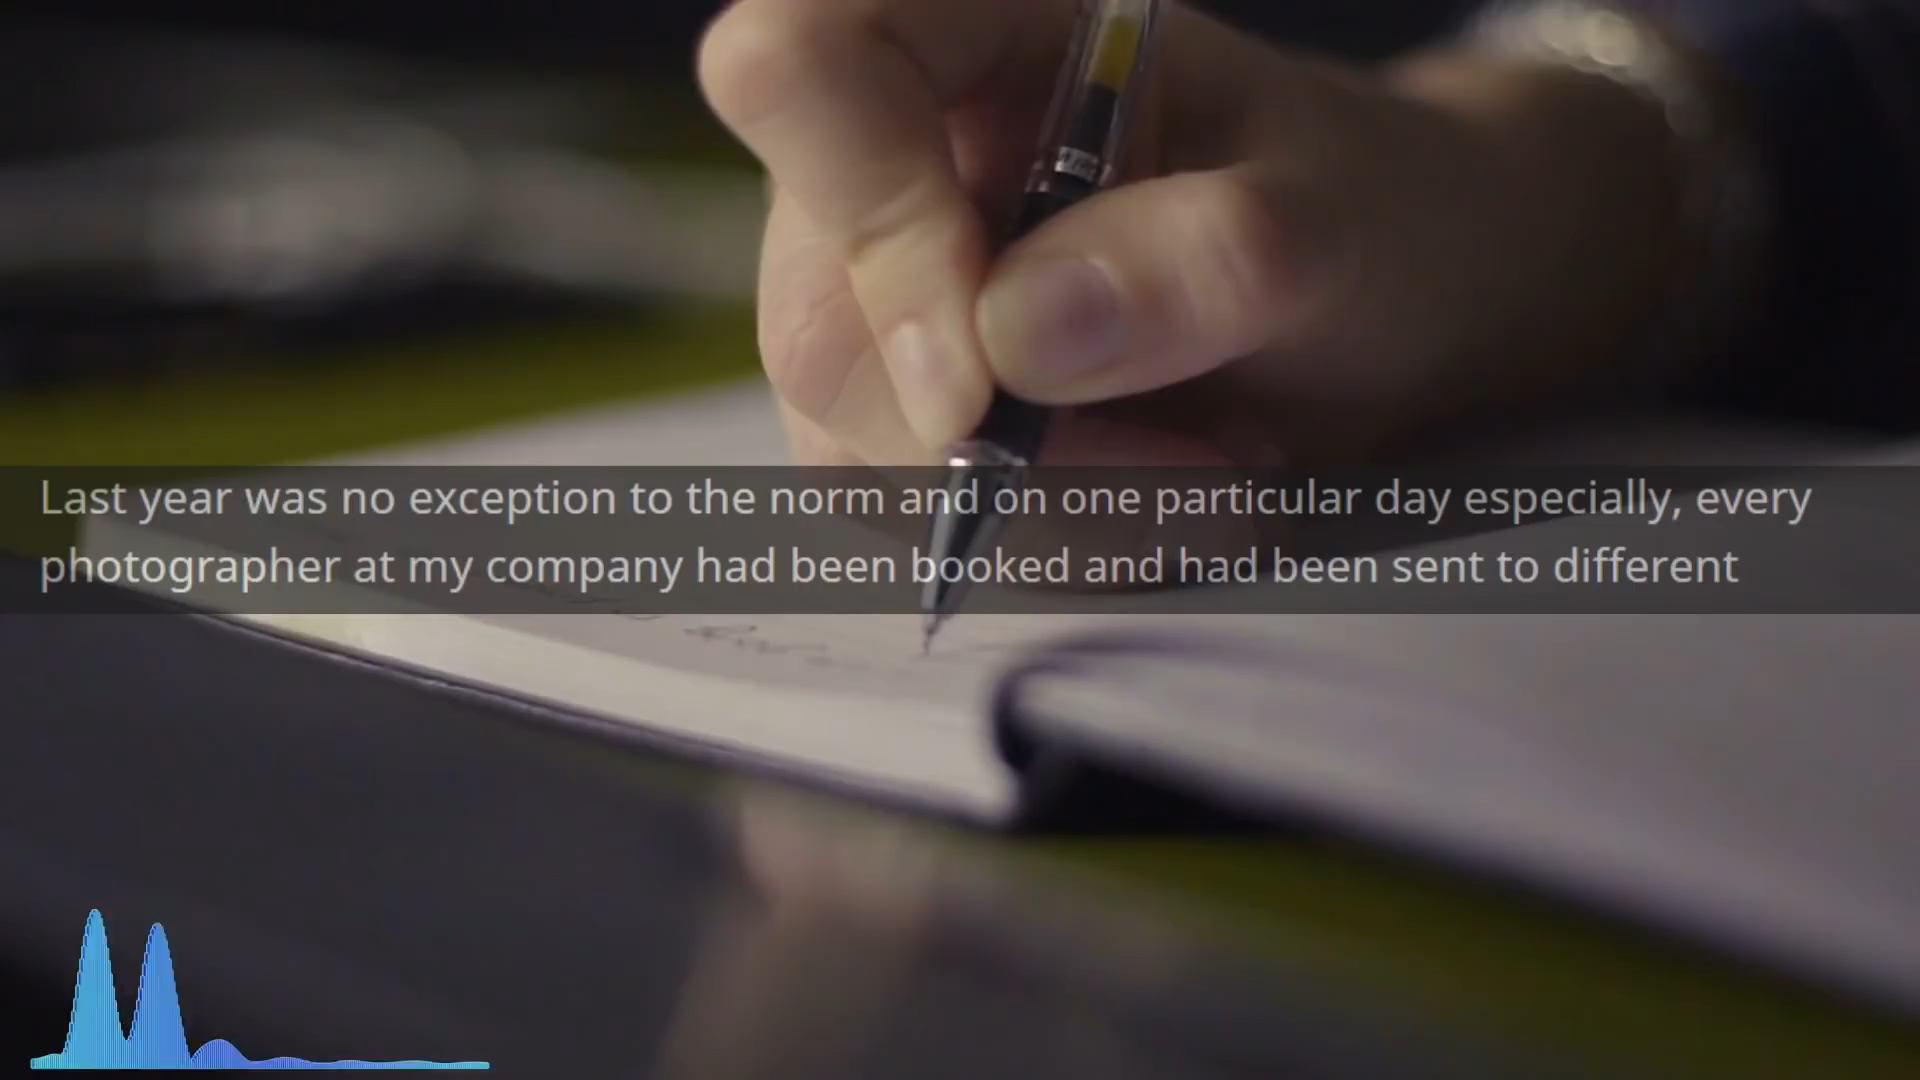 Last year was no exception to the norm and on one particular day especially, every
photographer at my company had been booked and had been sent to different